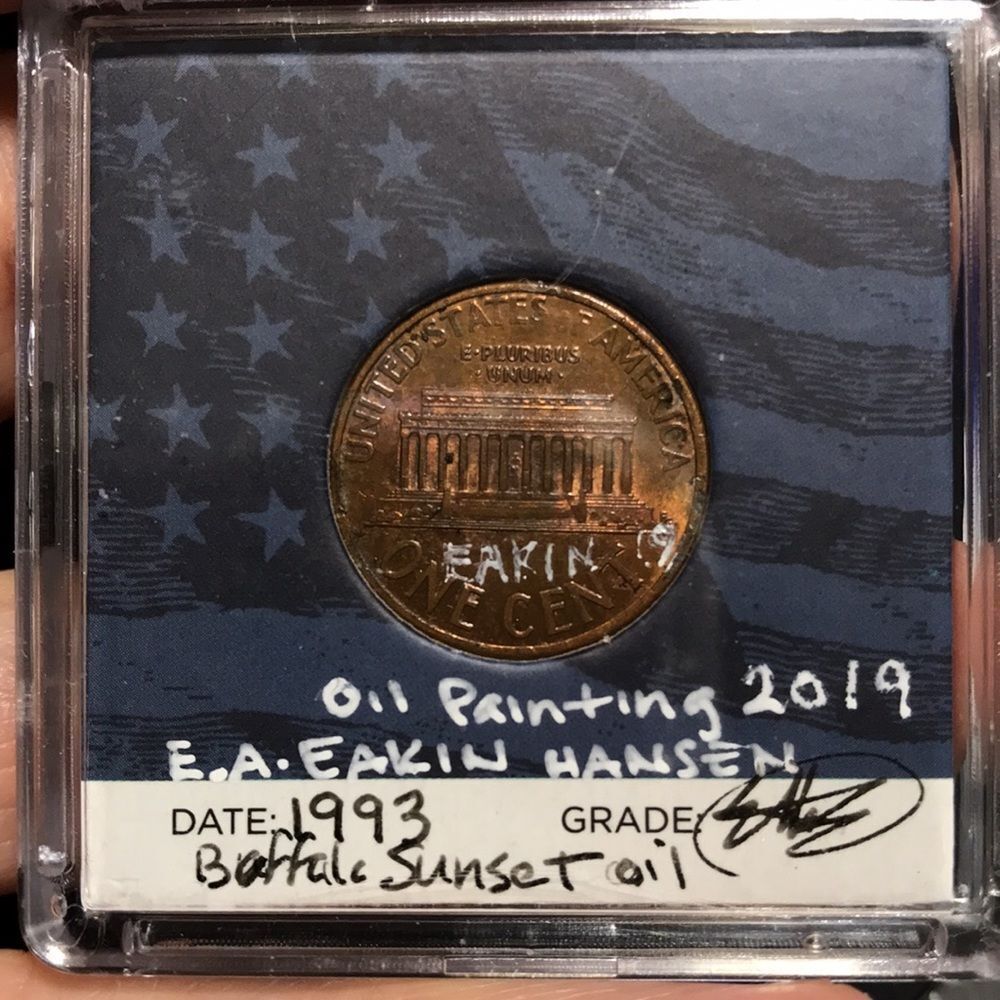 UNITED STATES OF AMERICA
E·PLURIBUS
·UNUM·
EAKIN 19
ONE CENT
Oil Painting 2019
E.A. EAKIN HANSEN
DATE: 1993 GRADE:
Buffalo Sunset oil